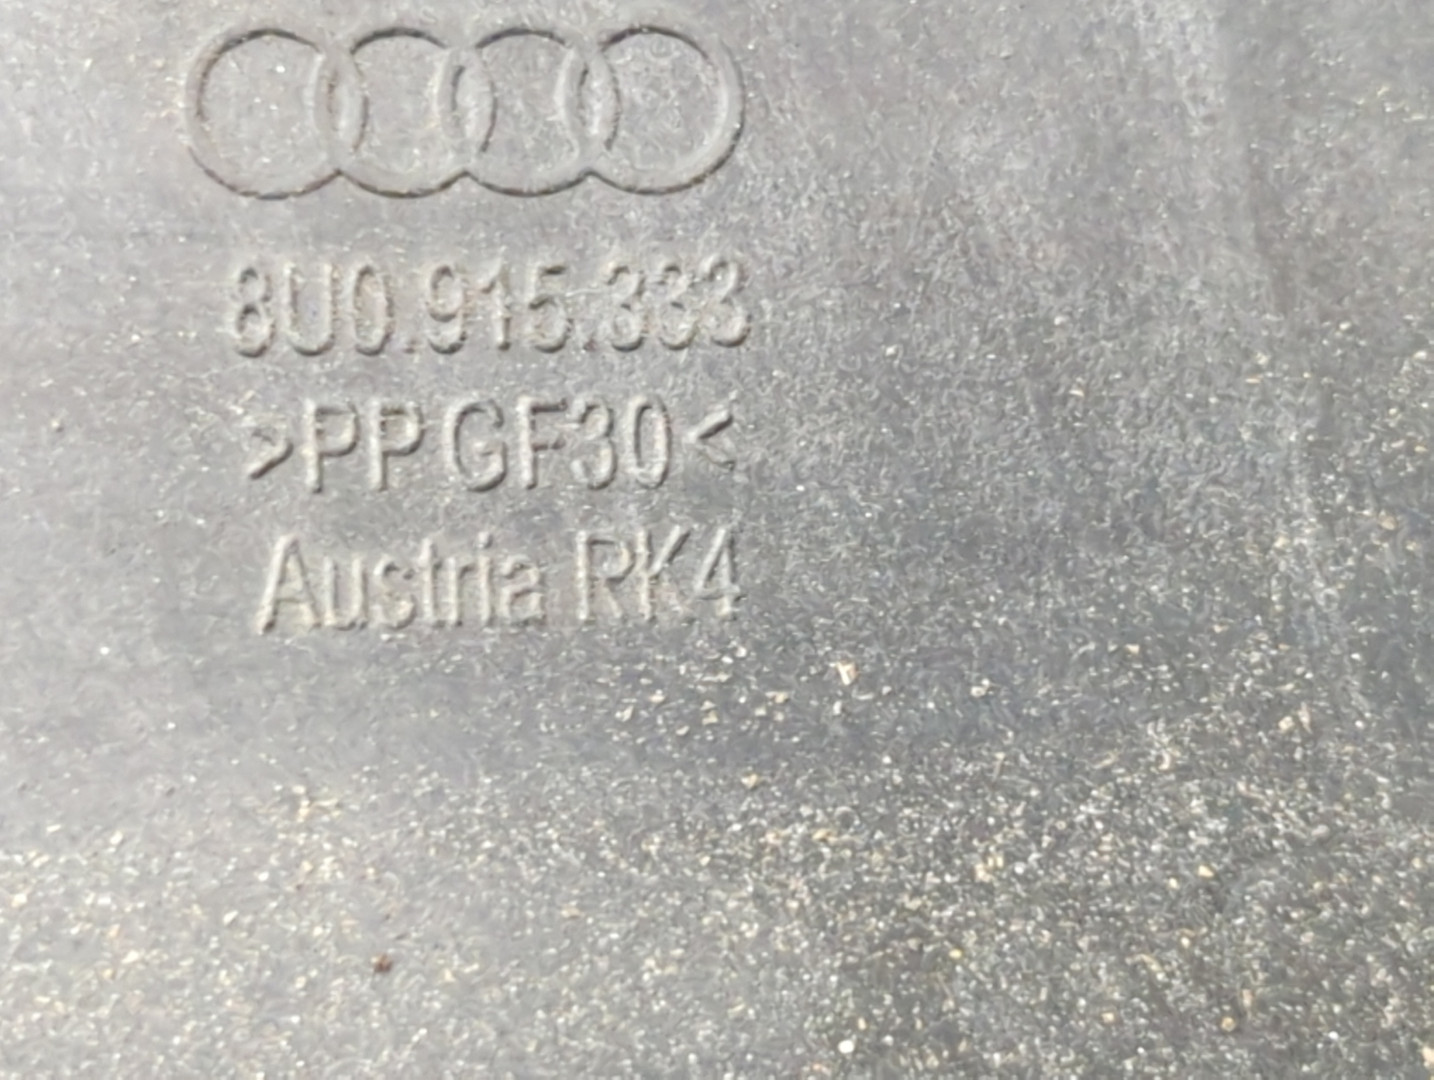 8U0.915.333
>PP GF30<
Austria RK4